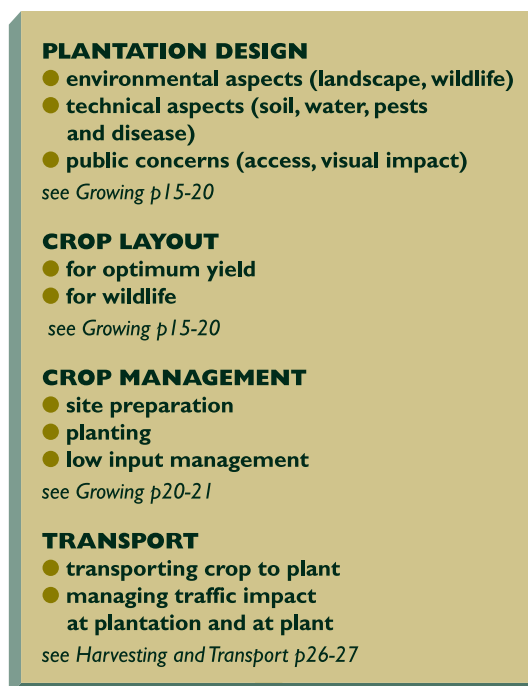 PLANTATION DESIGN
● environmental aspects (landscape, wildlife)
● technical aspects (soil, water, pests
and disease)
● public concerns (access, visual impact)
see Growing p15-20
CROP LAYOUT
● for optimum yield
● for wildlife
see Growing p15-20
CROP MANAGEMENT
● site preparation
● planting
● low input management
see Growing p20-21
TRANSPORT
● transporting crop to plant
● managing traffic impact
at plantation and at plant
see Harvesting and Transport p26-27